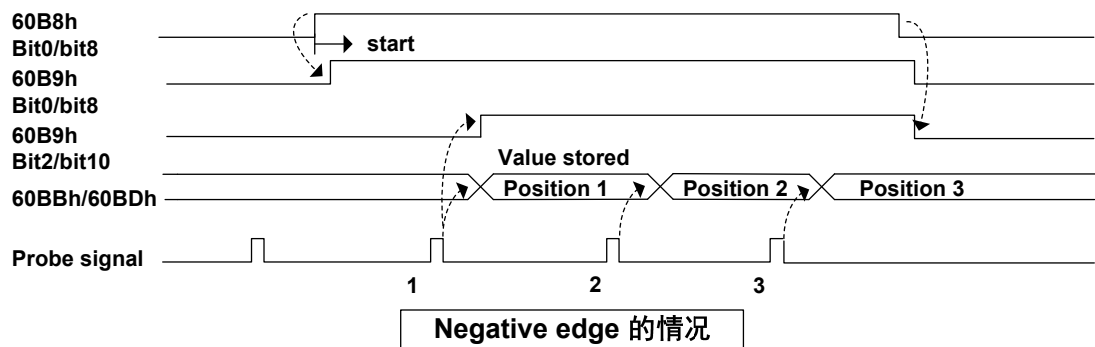 60B8h
Bit0/bit8
start
60B9h
Bit0/bit8
60B9h
Bit2/bit10
Value stored
60BBh/60BDh
Position 1
Position 2
Position 3
Probe signal
1
2
3
Negative edge 的情况